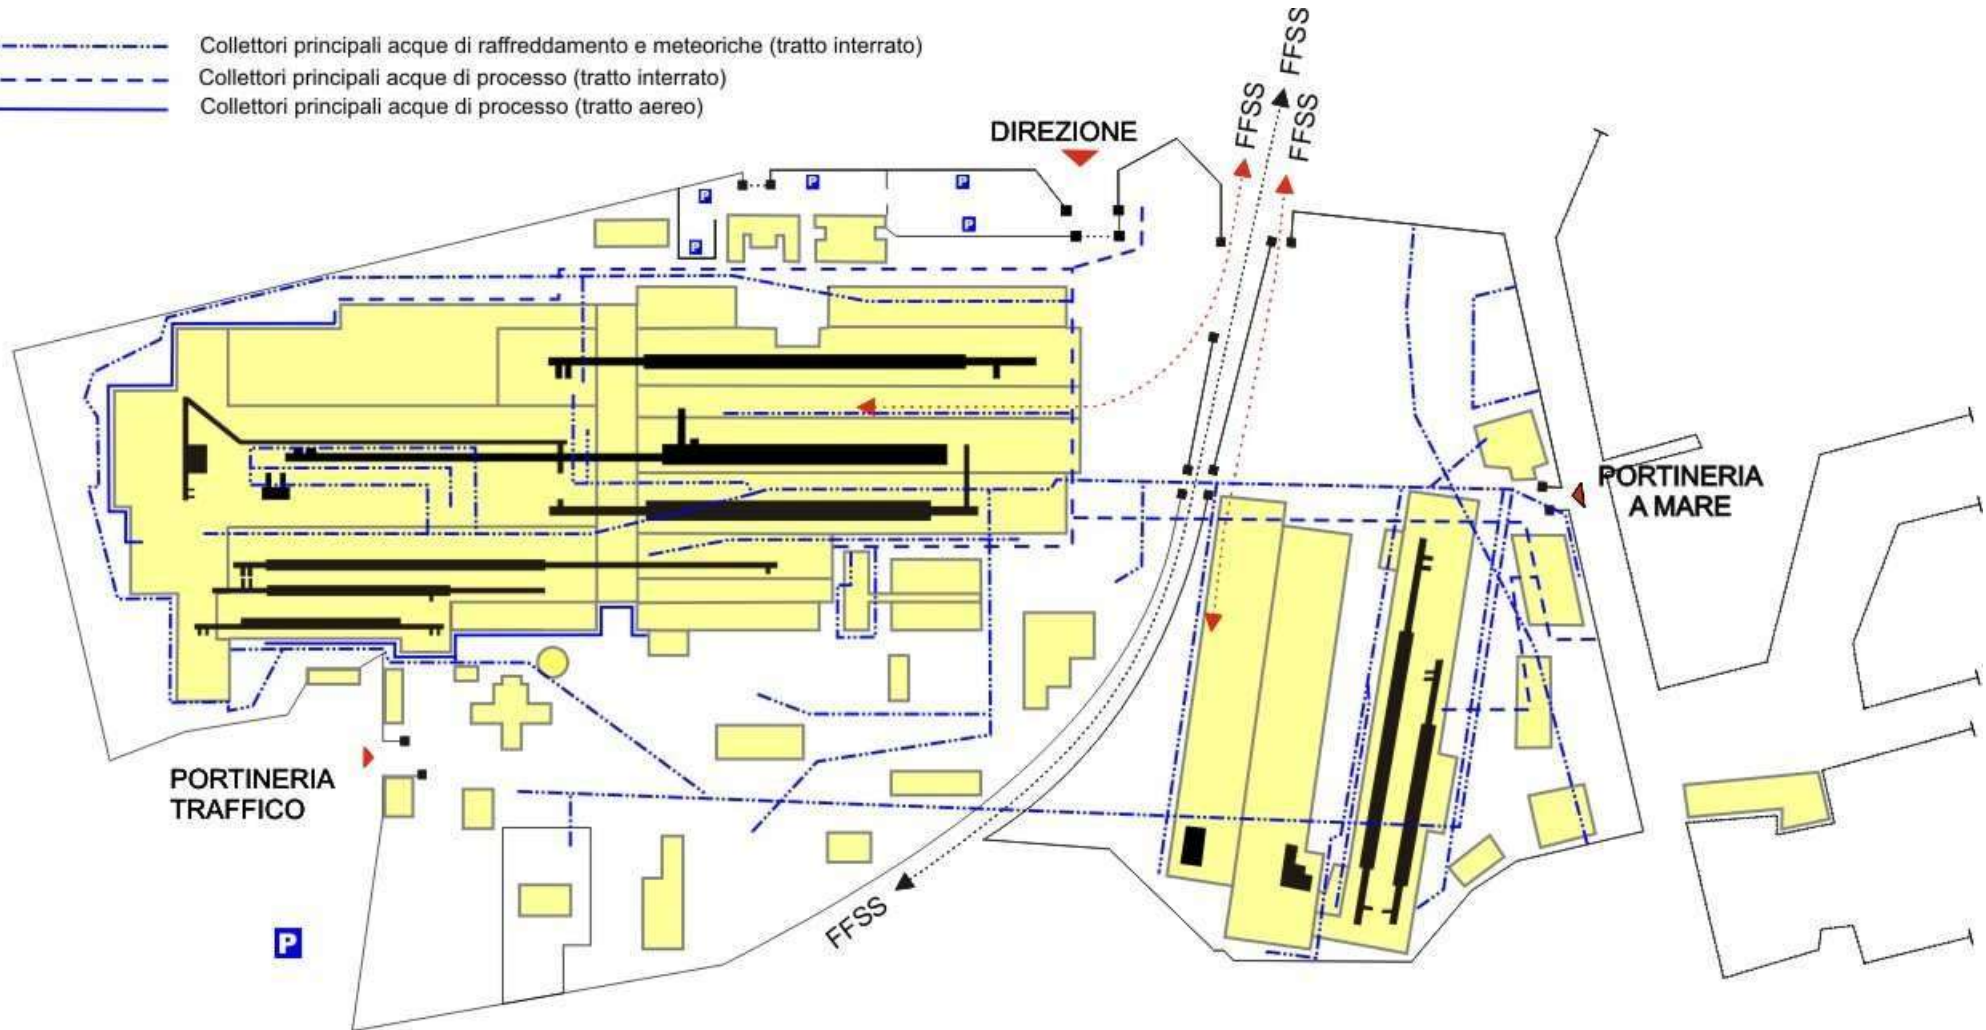 Collettori principali acque di raffreddamento e meteoriche (tratto interrato)
Collettori principali acque di processo (tratto interrato)
Collettori principali acque di processo (tratto aereo)
FFSS
FFSS
FFSS
DIREZIONE
P
P
P
P
P
PORTINERIA
A MARE
PORTINERIA
TRAFFICO
FFSS
P